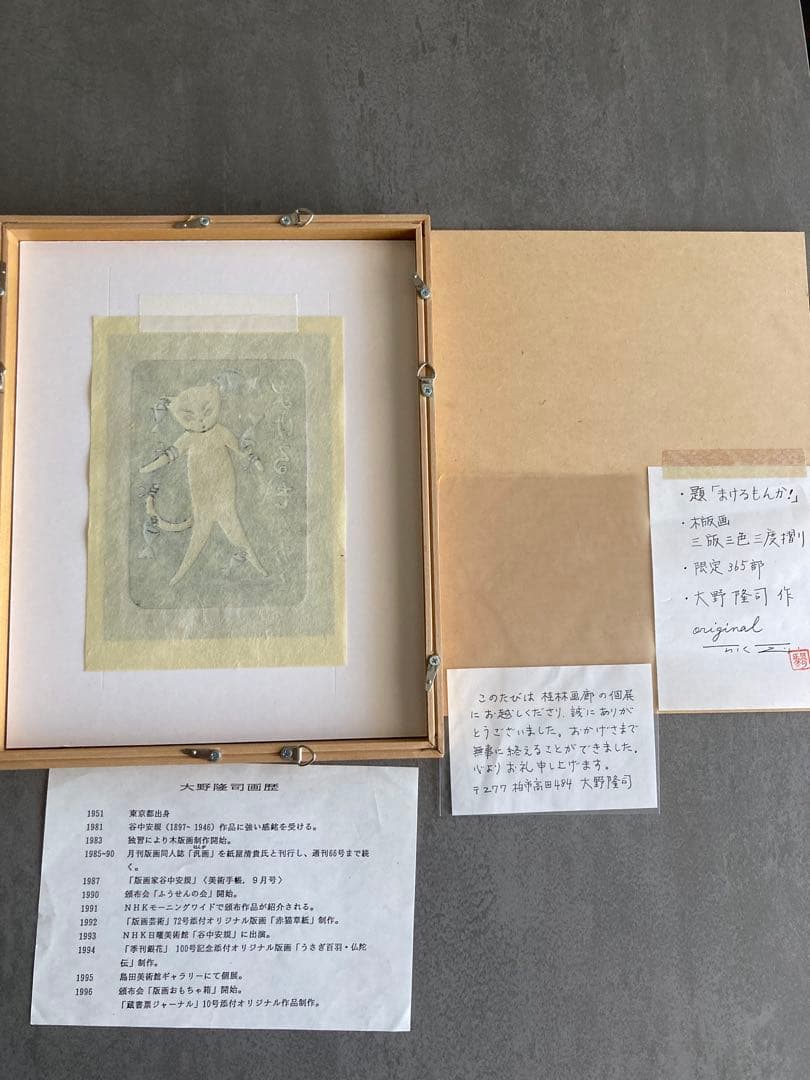 ・題「まけるもんか!」
・木版画
三版三色三度摺り
・限定365部
・大野隆司 作
original
このたびは 桂林画廊 の個展
にお越しくださり、誠にありが
とうございました。おかげさまで
無事に終えることができました。
心より お礼 申し上げます。
〒277 柏市高田484 大野隆司
大野隆司画歴
1951 東京都出身
1981 谷中安規(1897~1946)作品に強い感銘を受ける。
1983 独習により木版画制作開始。
1985~90 月刊版画同人誌「汎画」を紙屋清貴氏と刊行し、通刊66号まで続
く。
1987 「版画家谷中安規」〈美術手帳.9月号〉
1990 頒布会「ふうせんの会」開始。
1991 NHKモーニングワイドで頒布作品が紹介される。
1992 「版画芸術」72号添付オリジナル版画「赤猫草紙」制作。
1993 NHK日曜美術館「谷中安規」に出演。
1994 「季刊銀花」100号記念添付オリジナル版画「うさぎ百羽・仏陀
伝」制作。
1995 島田美術館ギャラリーにて個展。
1996 頒布会「版画おもちゃ箱」開始。
「蔵書票ジャーナル」10号添付オリジナル作品制作。